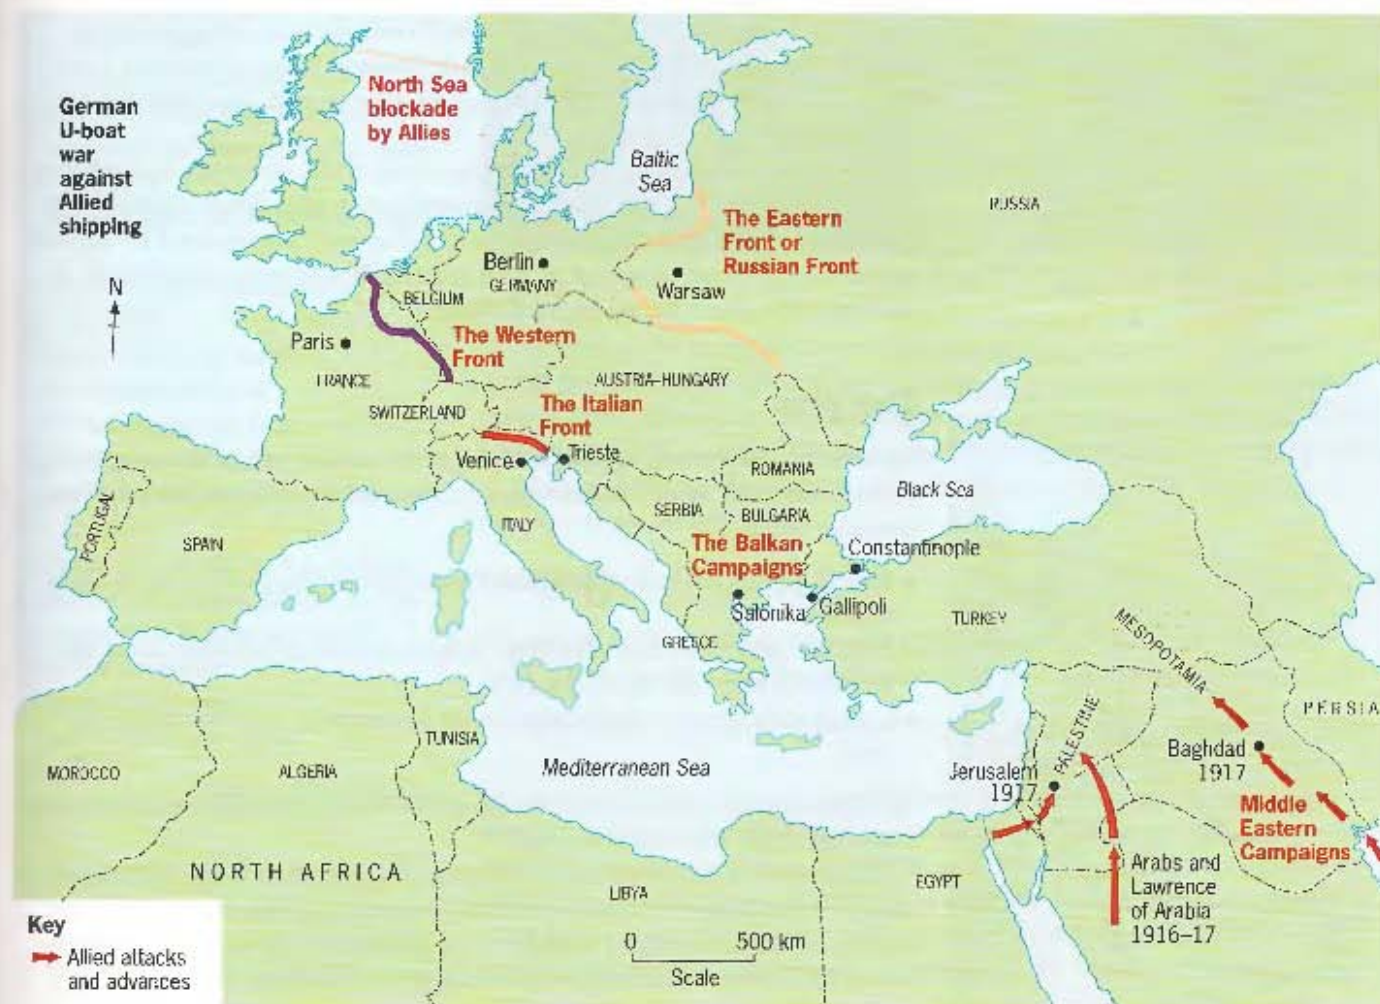 German
U-boat
war
against
Allied
shipping
North Sea
blockade
by Allies
Baltic
Sea
RUSSIA
The Eastern
Front or
Russian Front
N
Berlin
GERMANY
Warsaw
BELGIUM
Paris
The Western
Front
FRANCE
AUSTRIA-HUNGARY
SWITZERLAND
The Italian
Front
Venice
Trieste
ROMANIA
Black Sea
PORTUGAL
SPAIN
ITALY
SERBIA
BULGARIA
The Balkan
Campaigns
Constantinople
Salonika
Gallipoli
TURKEY
GREECE
MESOPOTAMIA
PERSIA
PALESTINE
TUNISIA
MOROCCO
ALGERIA
Mediterranean Sea
Jerusalem
1917
Baghdad
1917
Middle
Eastern
Campaigns
NORTH AFRICA
LIBYA
EGYPT
Arabs and
Lawrence
of Arabia
1916–17
Key
Allied attacks
and advances
0 500 km
Scale